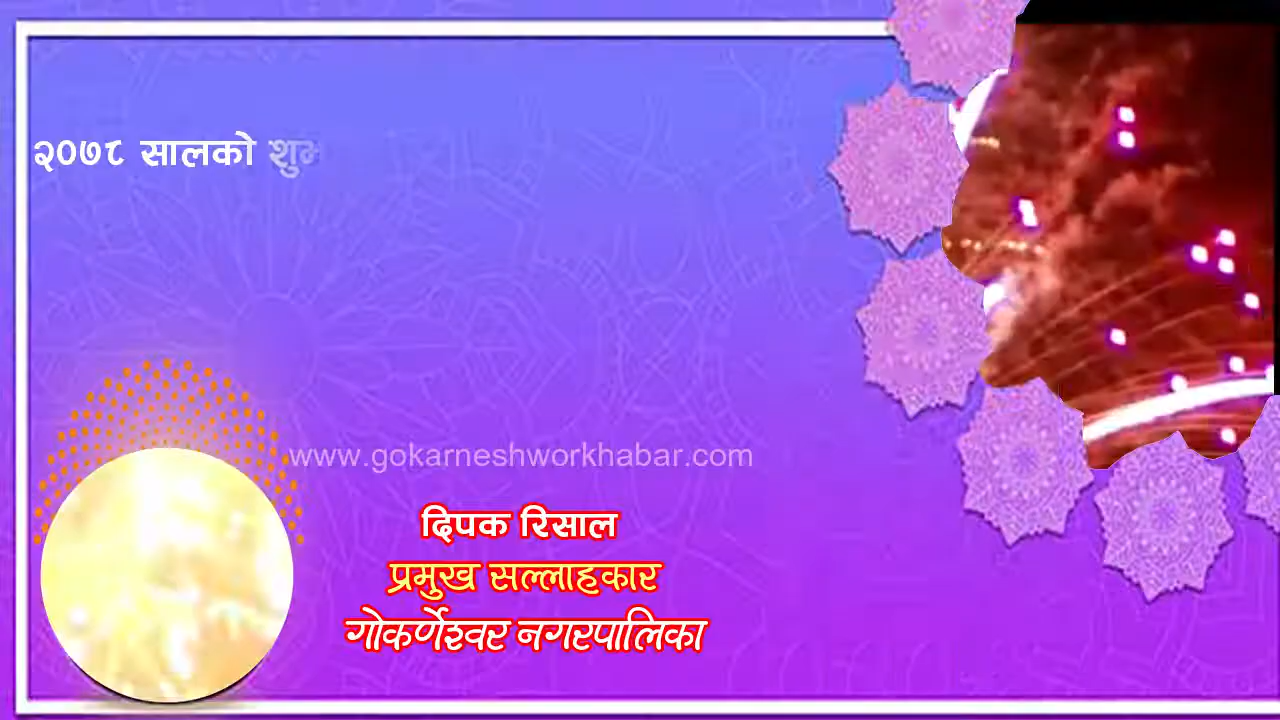 २०७८ सालको
www.gokarneshworkhabar.com
दिपक रिसाल
प्रमुख सल्लाहकार
गोकर्णेश्वर नगरपालिका